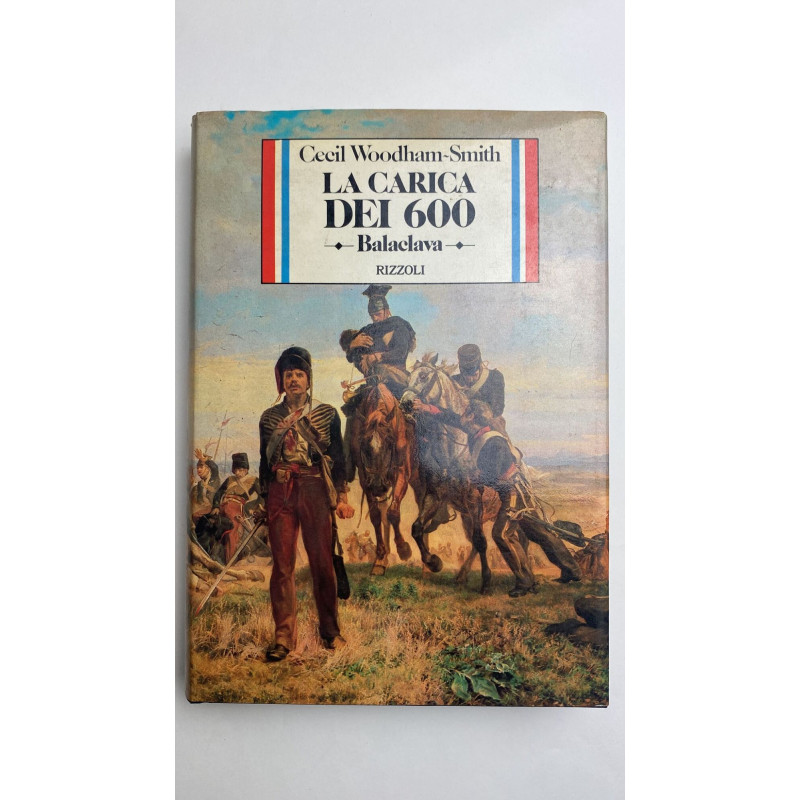 Cecil Woodham-Smith
LA CARICA
DEI 600
Balaclava
RIZZOLI